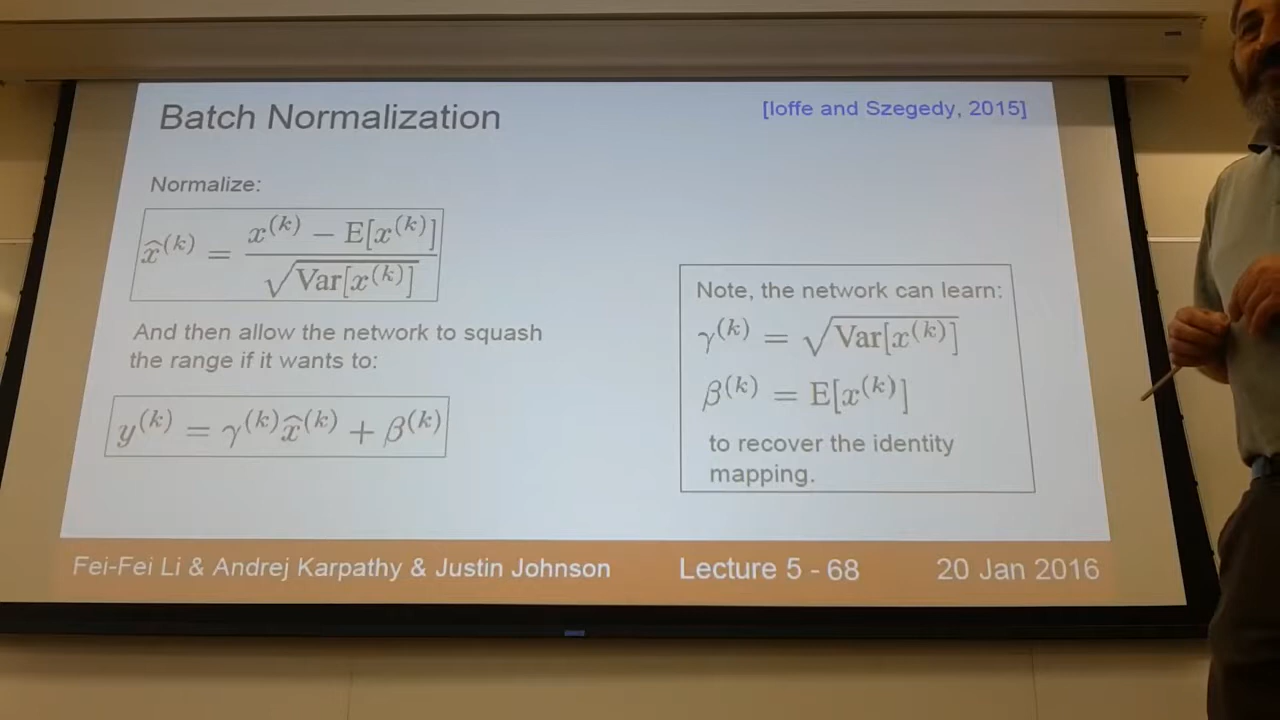 Batch Normalization
[Ioffe and Szegedy, 2015]
Normalize:
x̂^(k) = (x^(k) − E[x^(k)]) / √Var[x^(k)]
And then allow the network to squash
the range if it wants to:
y^(k) = γ^(k) x̂^(k) + β^(k)
Note, the network can learn:
γ^(k) = √Var[x^(k)]
β^(k) = E[x^(k)]
to recover the identity
mapping.
Fei-Fei Li & Andrej Karpathy & Justin Johnson
Lecture 5 - 68
20 Jan 2016